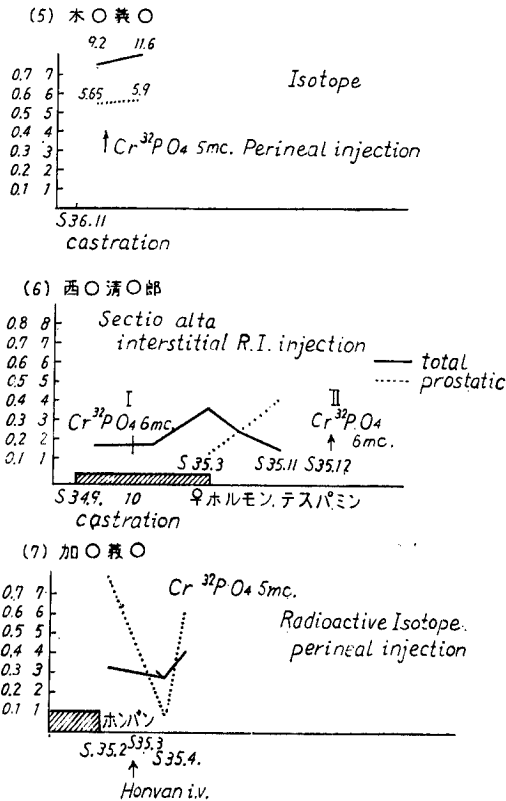 (5) 木〇義〇
9.2 11.6
Isotope
0.7 7
0.6 6 5.65 5.9
0.5 5
0.4 4
0.3 3 Cr³²PO4 5mc. Perineal injection
0.2 2
0.1 1
S36.11
castration
(6) 西〇清〇郎
0.8 8 Sectio alta
0.7 7 interstitial R.I. injection
0.6 6 total
0.5 5 prostatic
0.4 4 I II
0.3 3 Cr³²PO4 6mc. Cr³²PO4
0.2 2 6mc.
0.1 1 S35.3 S35.11 S35.12
S34.9. 10 ♀ホルモン.テスパミン
castration
(7) 加〇義〇
0.7 7 Cr³²PO4 5mc.
0.6 6
0.5 5 Radioactive Isotope
0.4 4 perineal injection
0.3 3
0.2 2
0.1 1 ホンバン
S.35.2 S35.3 S35.4.
Honvan i.v.